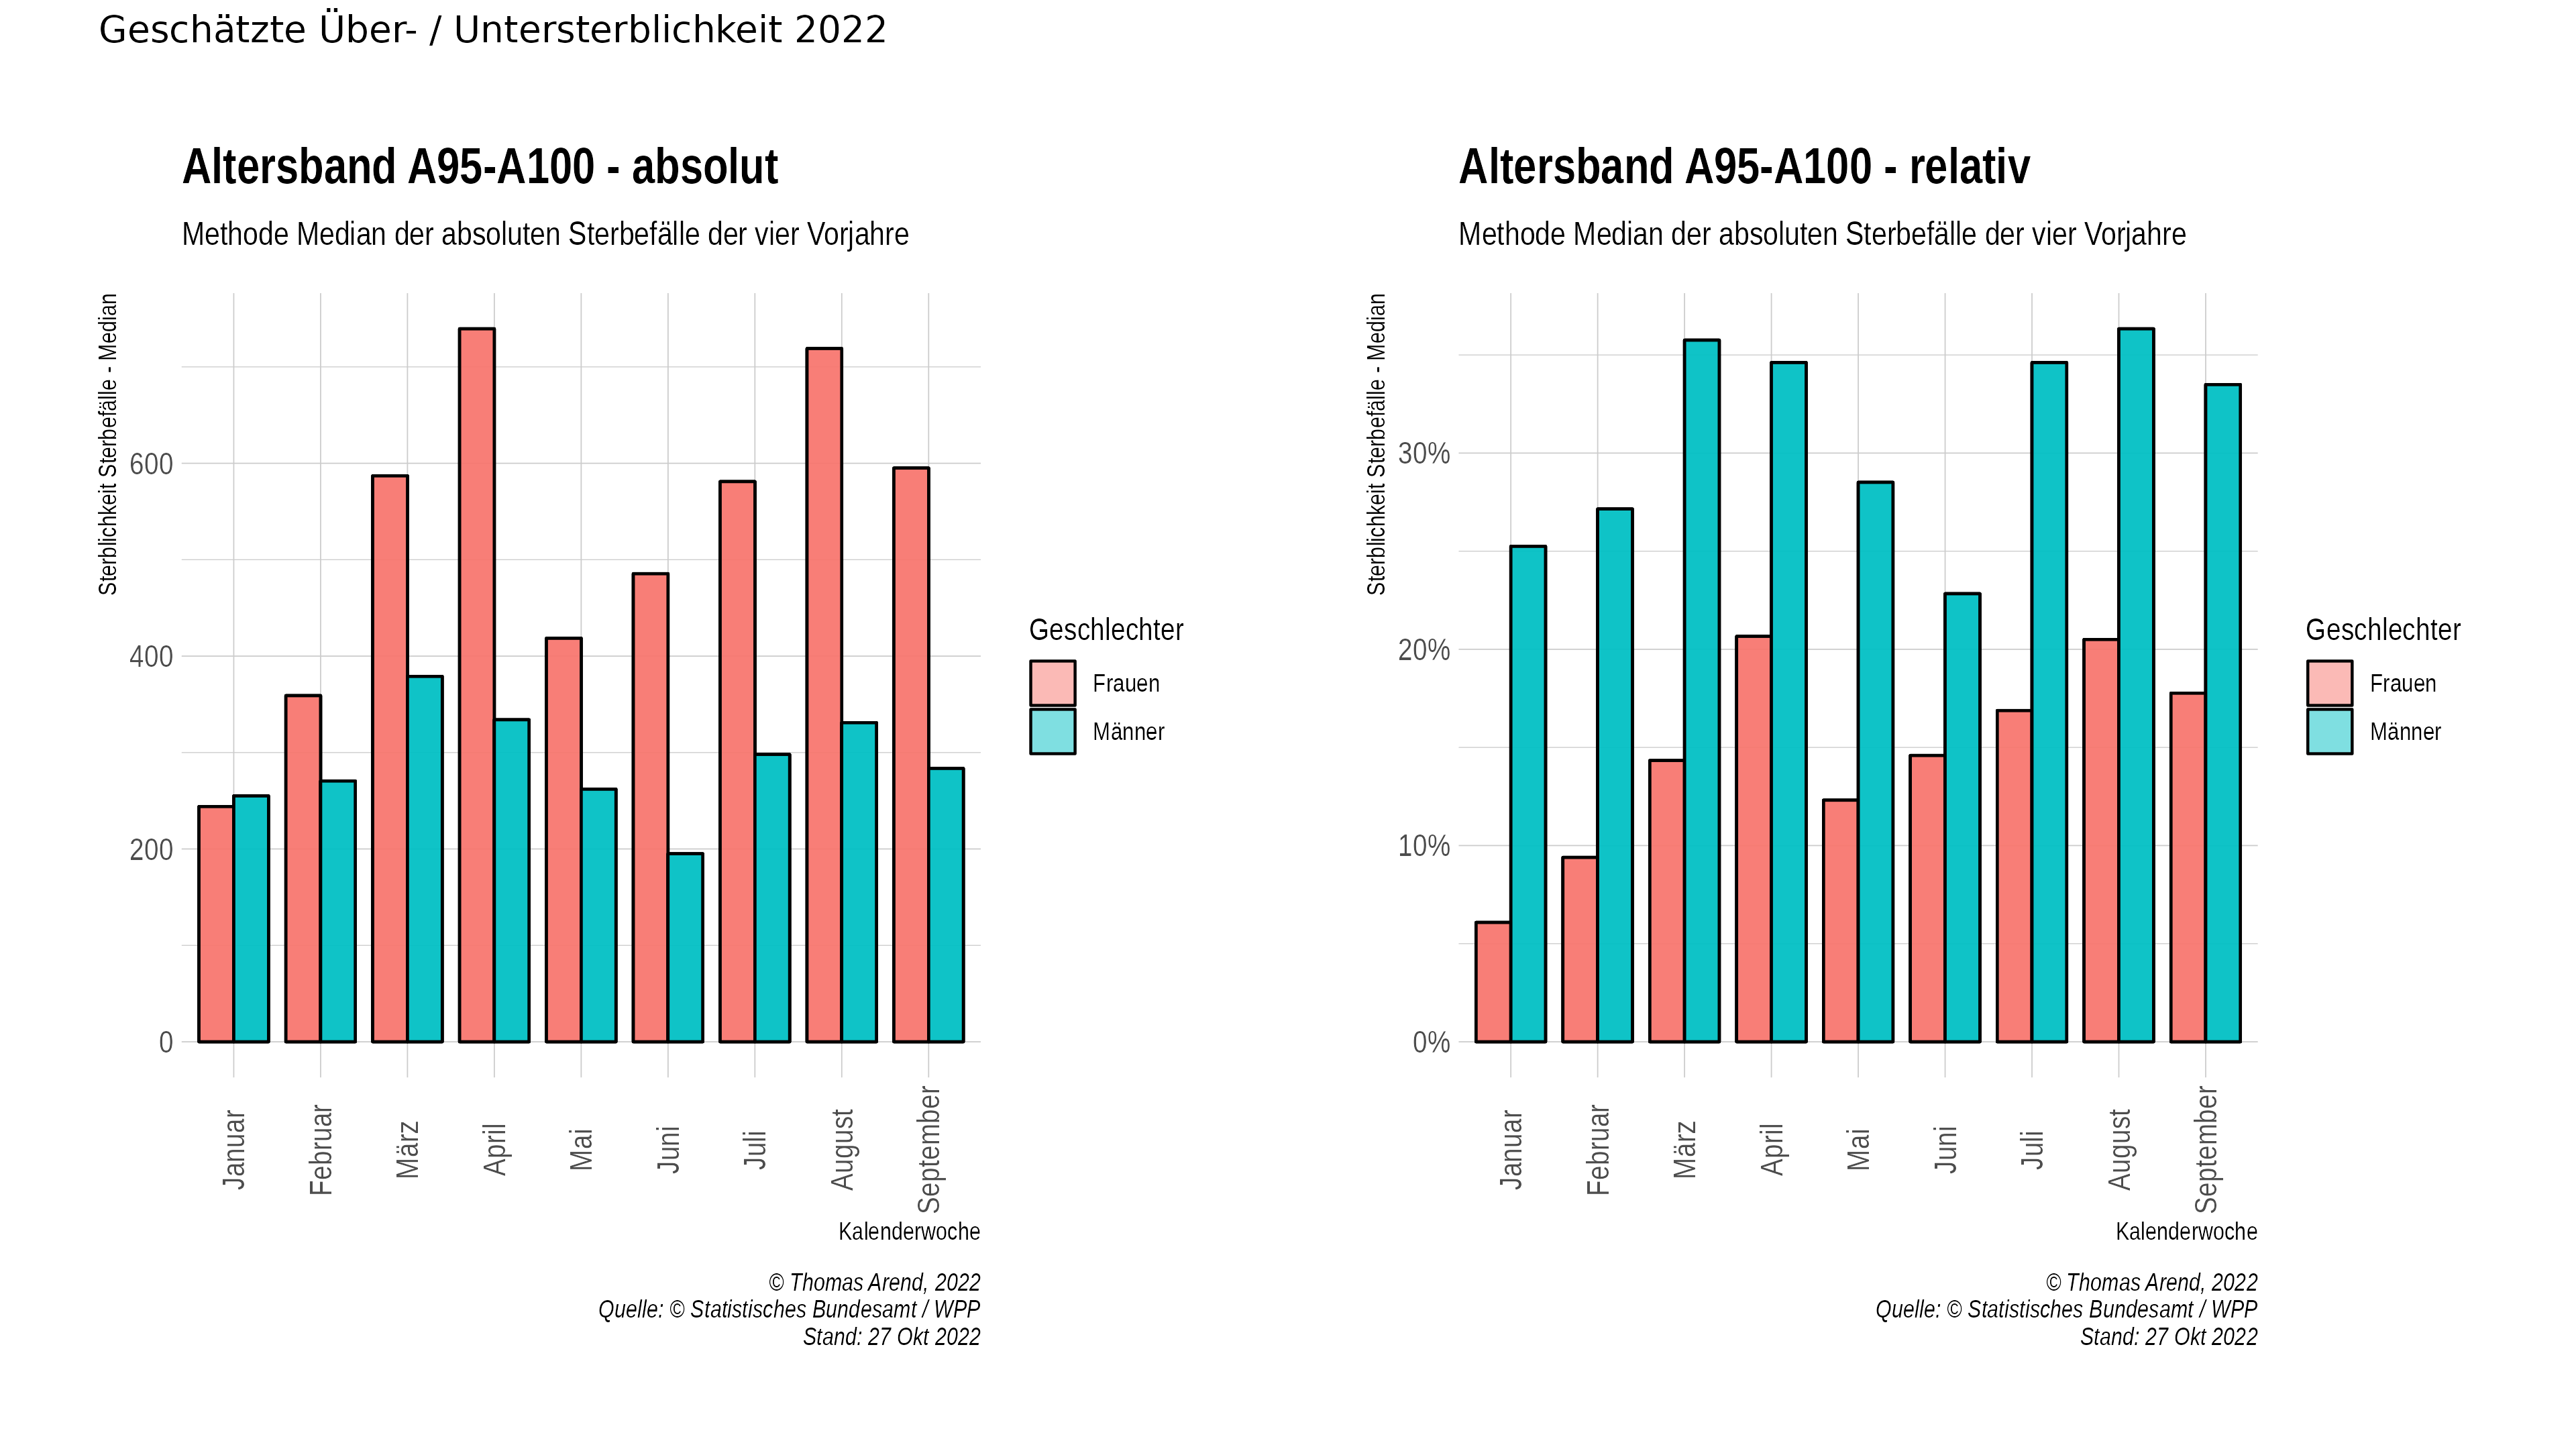 Geschätzte Über- / Untersterblichkeit 2022
Altersband A95-A100 - absolut
Methode Median der absoluten Sterbefälle der vier Vorjahre
Sterblichkeit Sterbefälle - Median
600
400
200
0
Januar
Februar
März
April
Mai
Juni
Juli
August
September
Kalenderwoche
Geschlechter
Frauen
Männer
© Thomas Arend, 2022
Quelle: © Statistisches Bundesamt / WPP
Stand: 27 Okt 2022
Altersband A95-A100 - relativ
Methode Median der absoluten Sterbefälle der vier Vorjahre
Sterblichkeit Sterbefälle - Median
30%
20%
10%
0%
Januar
Februar
März
April
Mai
Juni
Juli
August
September
Kalenderwoche
Geschlechter
Frauen
Männer
© Thomas Arend, 2022
Quelle: © Statistisches Bundesamt / WPP
Stand: 27 Okt 2022